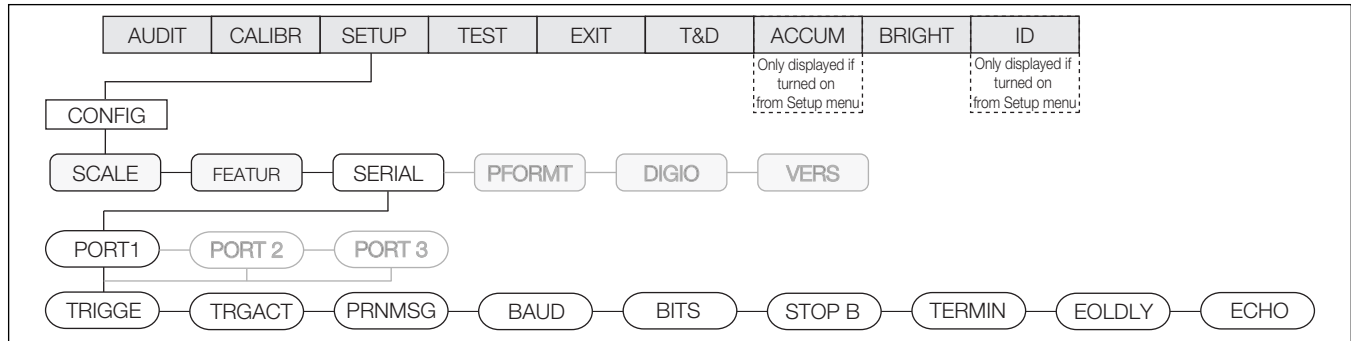 AUDIT CALIBR SETUP TEST EXIT T&D ACCUM BRIGHT ID
Only displayed if turned on from Setup menu
Only displayed if turned on from Setup menu
CONFIG
SCALE FEATUR SERIAL PFORMT DIGIO VERS
PORT1 PORT 2 PORT 3
TRIGGE TRGACT PRNMSG BAUD BITS STOP B TERMIN EOLDLY ECHO